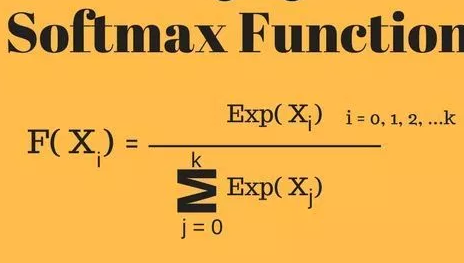 Softmax Function
Exp( Xi) i = 0, 1, 2, ...k
F( Xi) =
k
Σ Exp( Xj)
j = 0